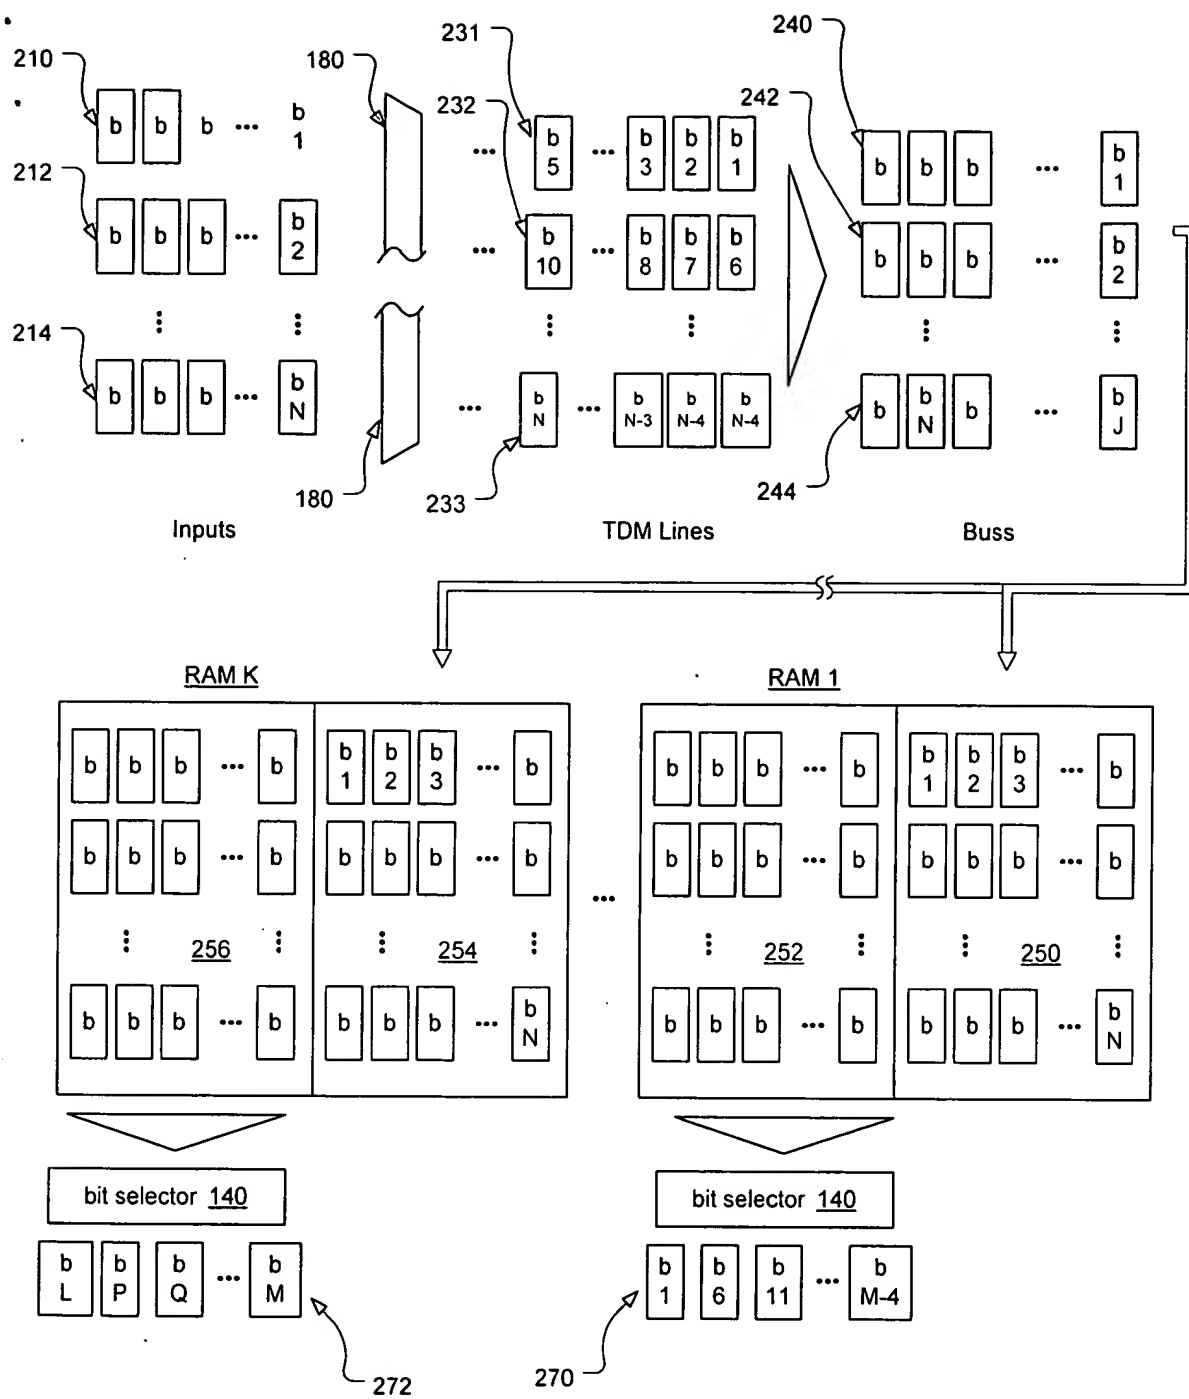 210 180 231 240
232 242
b b b ... b 1
... b 5 ... b 3 b 2 b 1
b b b ... b 1
212
b b b ... b 2
... b 10 ... b 8 b 7 b 6
b b b ... b 2
214
b b b ... b N
... b N ... b N-3 b N-4 b N-4
b b N b ... b J
180 233 244
Inputs TDM Lines Buss
RAM K RAM 1
b b b ... b b 1 b 2 b 3 ... b
b b b ... b b 1 b 2 b 3 ... b
b b b ... b b b b ... b
...
b b b ... b b b b ... b
256 254 252 250
b b b ... b b b b ... b N
b b b ... b b b b ... b N
bit selector 140 bit selector 140
b L b P b Q ... b M
b 1 b 6 b 11 ... b M-4
272 270